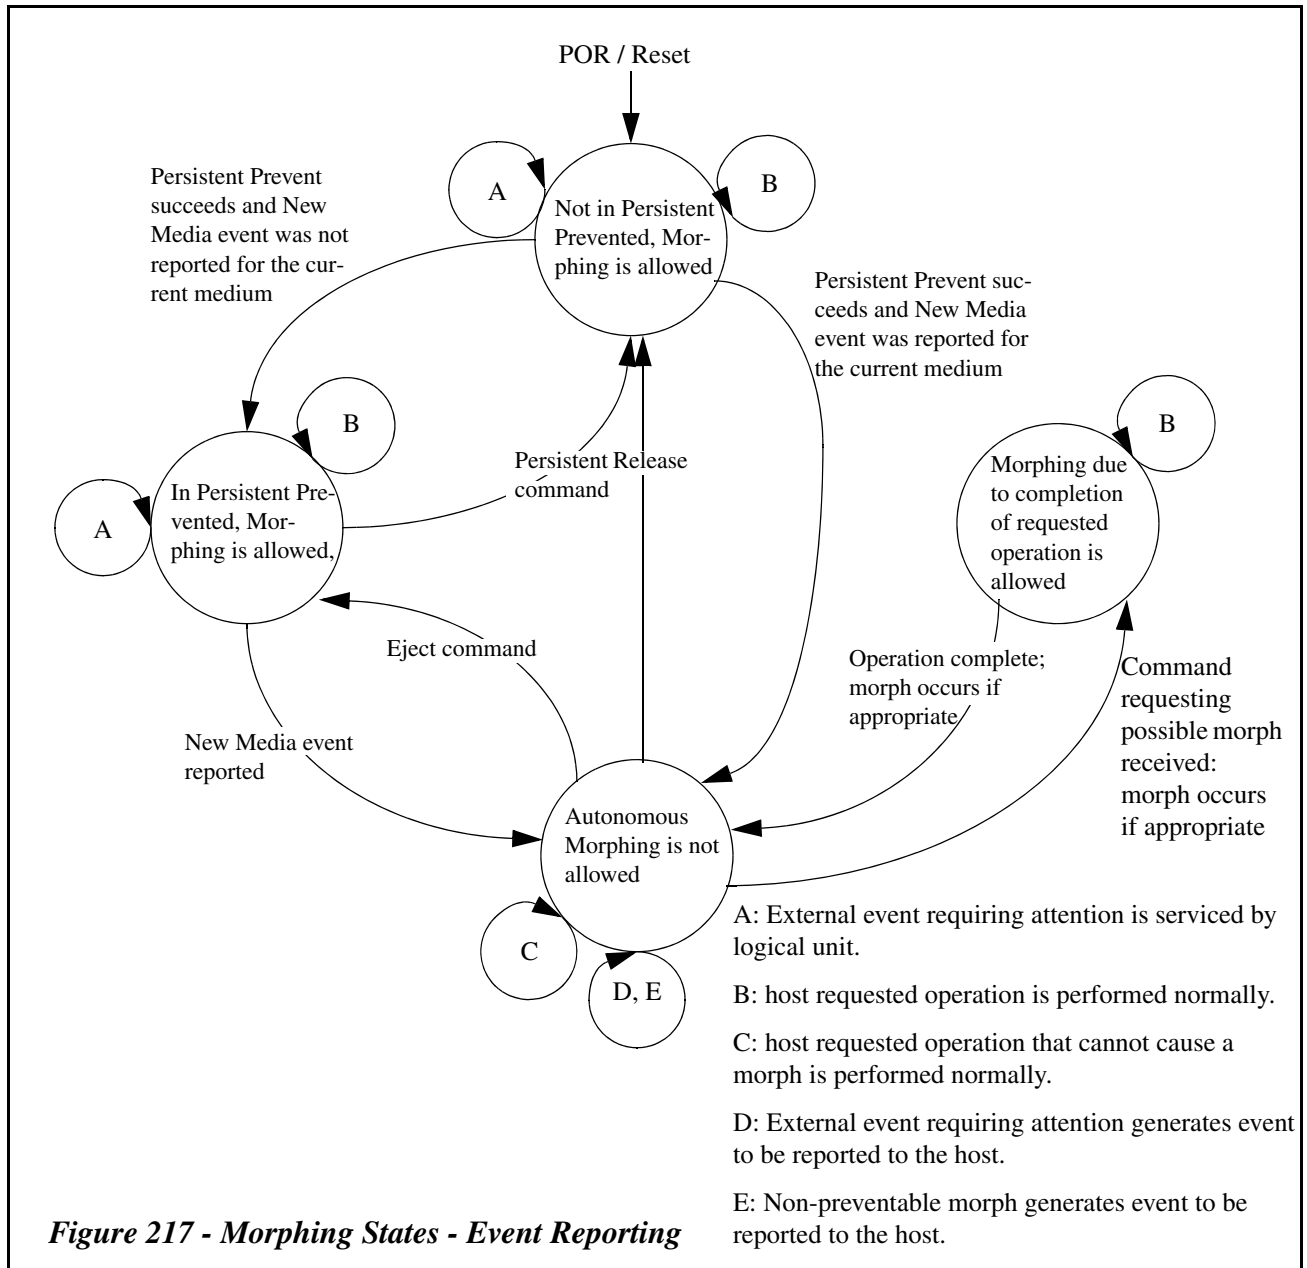 POR / Reset
A
B
Persistent Prevent
succeeds and New
Media event was not
reported for the cur-
rent medium
Not in Persistent
Prevented, Mor-
phing is allowed
Persistent Prevent suc-
ceeds and New Media
event was reported for
the current medium
B
A
In Persistent Pre-
vented, Mor-
phing is allowed,
Persistent Release
command
B
Morphing due
to completion
of requested
operation is
allowed
Eject command
Operation complete;
morph occurs if
appropriate
Command
requesting
possible morph
received:
morph occurs
if appropriate
New Media event
reported
Autonomous
Morphing is not
allowed
C
D, E
A: External event requiring attention is serviced by
logical unit.
B: host requested operation is performed normally.
C: host requested operation that cannot cause a
morph is performed normally.
D: External event requiring attention generates event
to be reported to the host.
E: Non-preventable morph generates event to be
reported to the host.
Figure 217 - Morphing States - Event Reporting